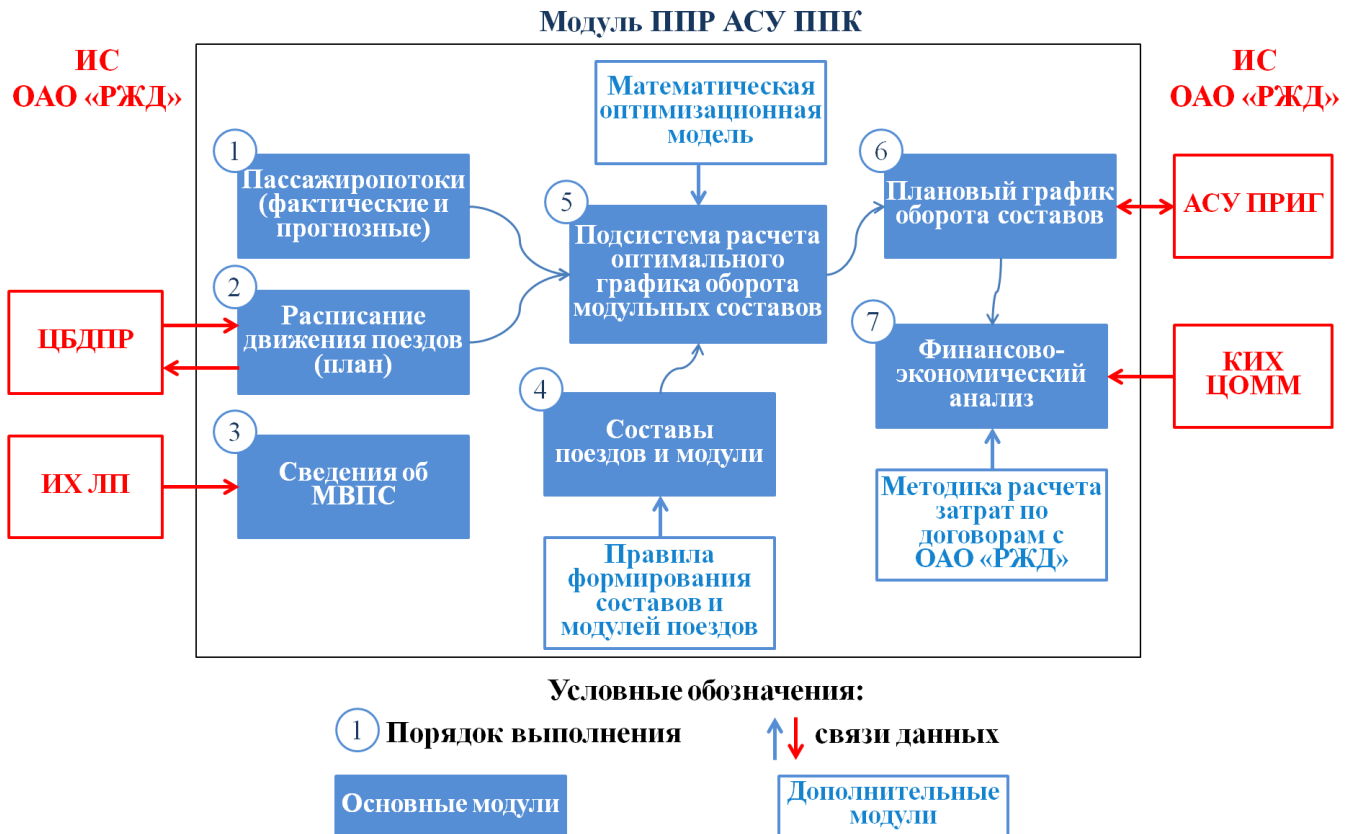 Модуль ППР АСУ ППК
ИС
ОАО «РЖД»
ИС
ОАО «РЖД»
Математическая
оптимизационная
модель
1
Пассажиропотоки
(фактические и
прогнозные)
5
Подсистема расчета
оптимального
графика оборота
модульных составов
6
Плановый график
оборота составов
АСУ ПРИГ
ЦБДПР
2
Расписание
движения поездов
(план)
7
Финансово-
экономический
анализ
КИХ
ЦОММ
ИХ ЛП
3
Сведения об
МВПС
4
Составы
поездов и модули
Методика расчета
затрат по
договорам с
ОАО «РЖД»
Правила
формирования
составов и
модулей поездов
Условные обозначения:
1 Порядок выполнения
связи данных
Основные модули
Дополнительные
модули